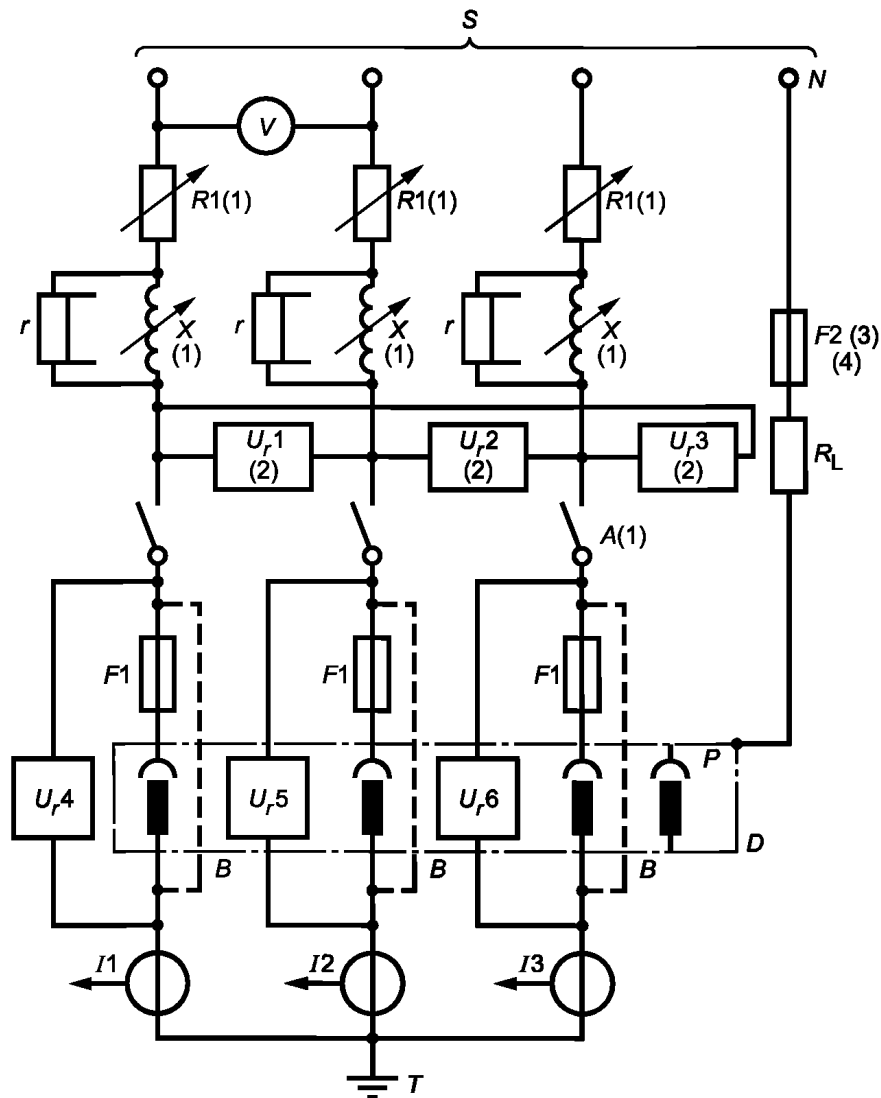 S
N
V
R1(1)
R1(1)
R1(1)
r
X
(1)
r
X
(1)
r
X
(1)
F2 (3)
(4)
Ur1
(2)
Ur2
(2)
Ur3
(2)
RL
A(1)
F1
F1
F1
P
Ur4
Ur5
Ur6
B
B
B
D
I1
I2
I3
T